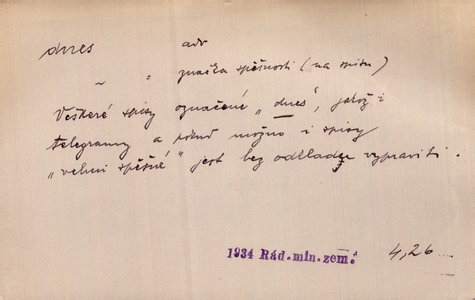 dnes adv
~ = značka spěšnosti (na spisu)
Veškeré spisy označené „dnes“, jakož i
telegramy a pokud možno i spisy
„velmi spěšné“ jest bez odkladu vypraviti.
1934 Rád.min.zem. 4,26